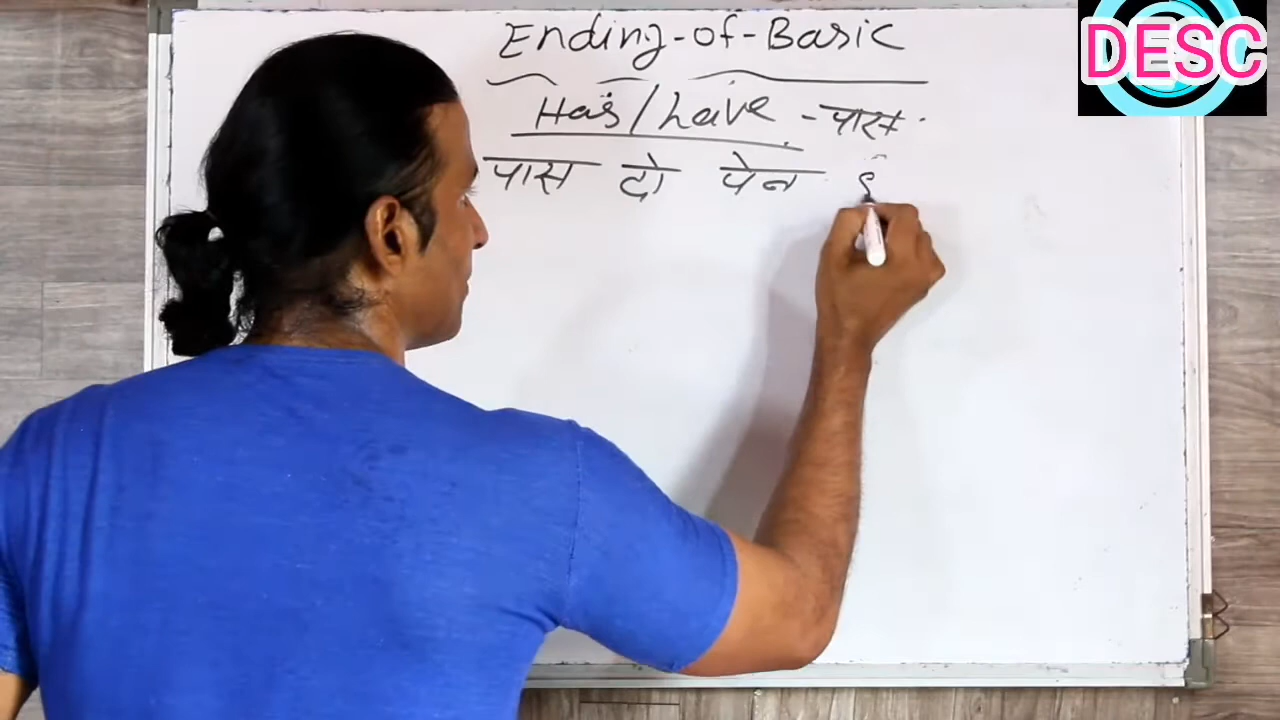 DESC
Ending-of-Basic
Has/have - पास
पास दो पेन